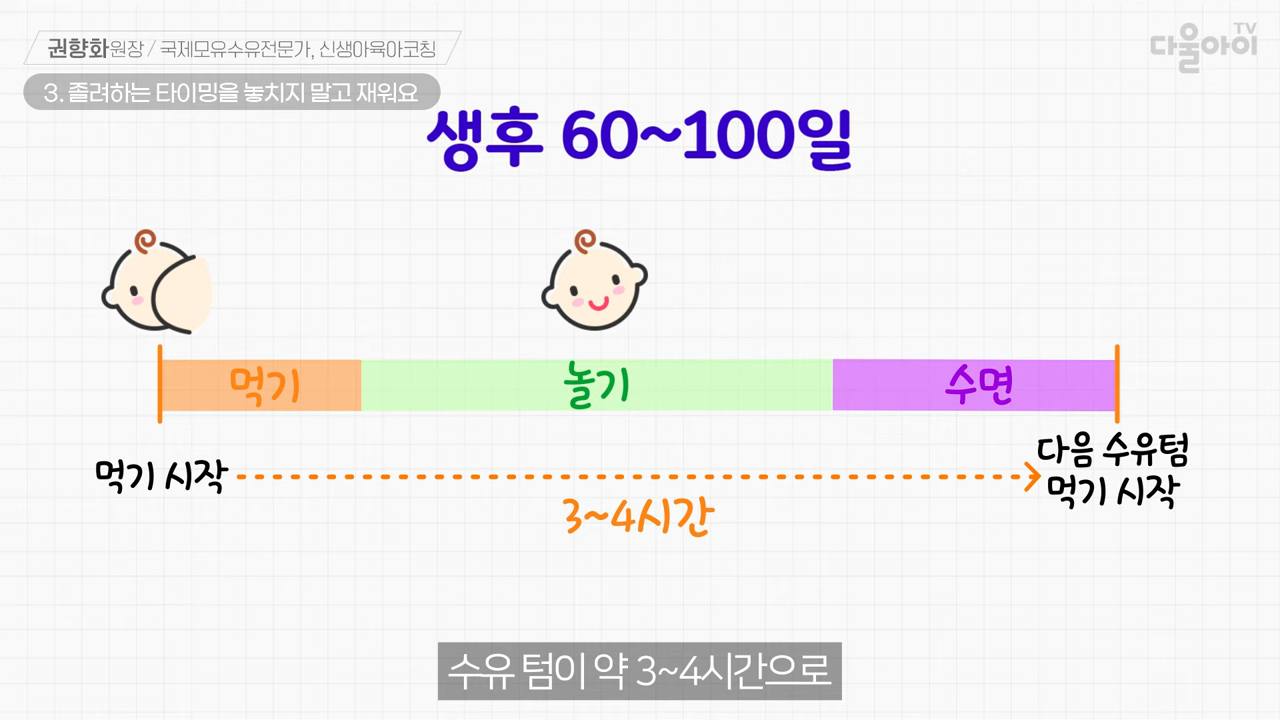 권향화원장 / 국제모유수유전문가, 신생아육아코칭
다울아이 TV
3. 졸려하는 타이밍을 놓치지 말고 재워요
생후 60~100일
먹기
놀기
수면
먹기 시작
다음 수유텀
먹기 시작
3~4시간
수유 텀이 약 3~4시간으로